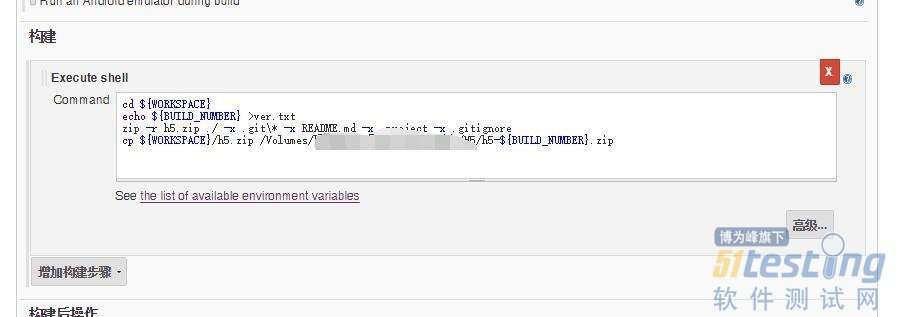 Run an Android emulator during build
构建
Execute shell
X
Command
cd ${WORKSPACE}
echo ${BUILD_NUMBER} >ver.txt
zip -r h5.zip ./ -x .git\* -x README.md -x .project -x .gitignore
cp ${WORKSPACE}/h5.zip /Volumes/ /h5-${BUILD_NUMBER}.zip
See the list of available environment variables
高级...
增加构建步骤
构建后操作
博为峰旗下
51testing
软件测试网